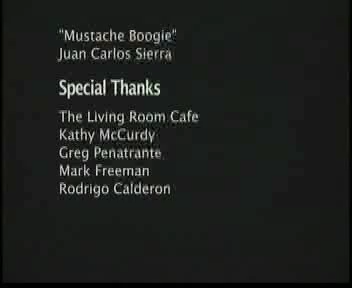 "Mustache Boogie"
Juan Carlos Sierra
Special Thanks
The Living Room Cafe
Kathy McCurdy
Greg Penatrante
Mark Freeman
Rodrigo Calderon